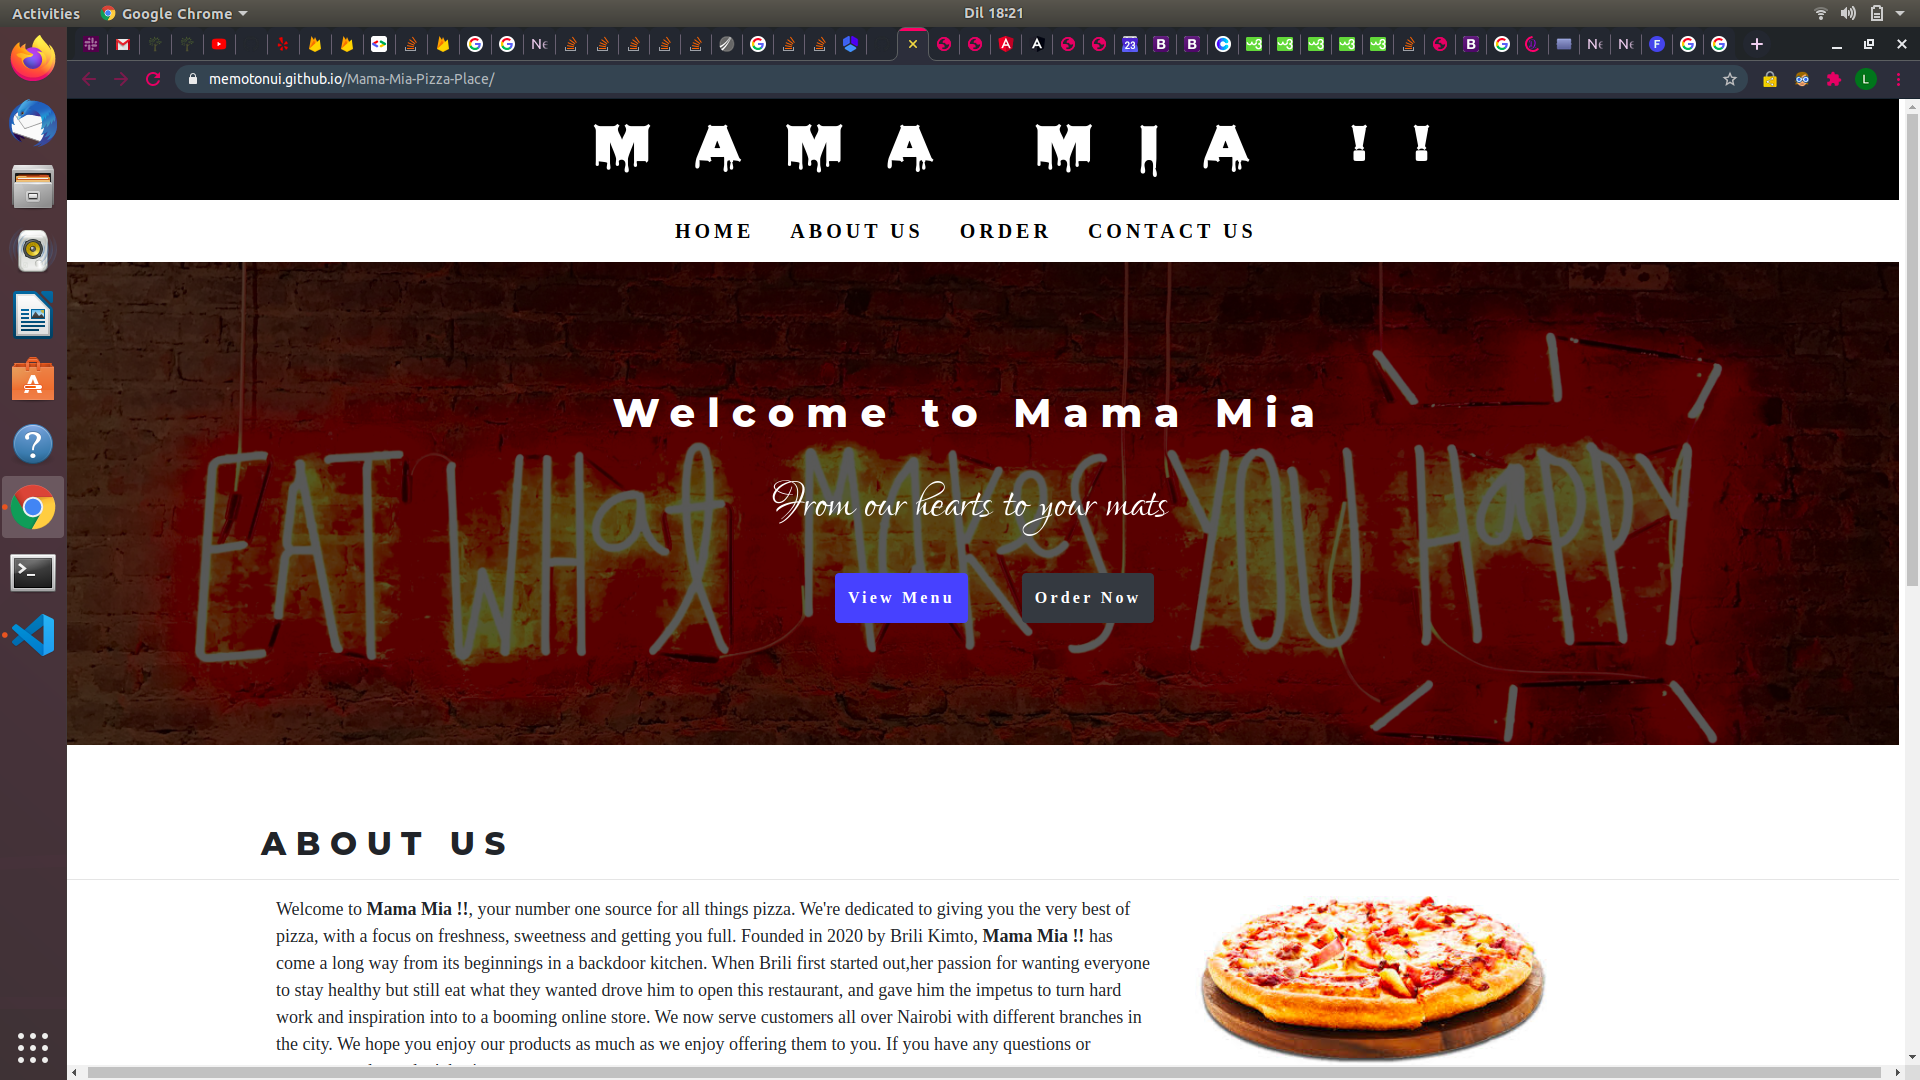 Activities
Google Chrome
Dil 18:21
memotonui.github.io/Mama-Mia-Pizza-Place/
MAMA MIA !!
HOME ABOUT US ORDER CONTACT US
Welcome to Mama Mia
From our hearts to your mats
EAT WHat Makes YOU HaPPY
View Menu
Order Now
ABOUT US
Welcome to Mama Mia !!, your number one source for all things pizza. We're dedicated to giving you the very best of
pizza, with a focus on freshness, sweetness and getting you full. Founded in 2020 by Brili Kimto, Mama Mia !! has
come a long way from its beginnings in a backdoor kitchen. When Brili first started out,her passion for wanting everyone
to stay healthy but still eat what they wanted drove him to open this restaurant, and gave him the impetus to turn hard
work and inspiration into to a booming online store. We now serve customers all over Nairobi with different branches in
the city. We hope you enjoy our products as much as we enjoy offering them to you. If you have any questions or